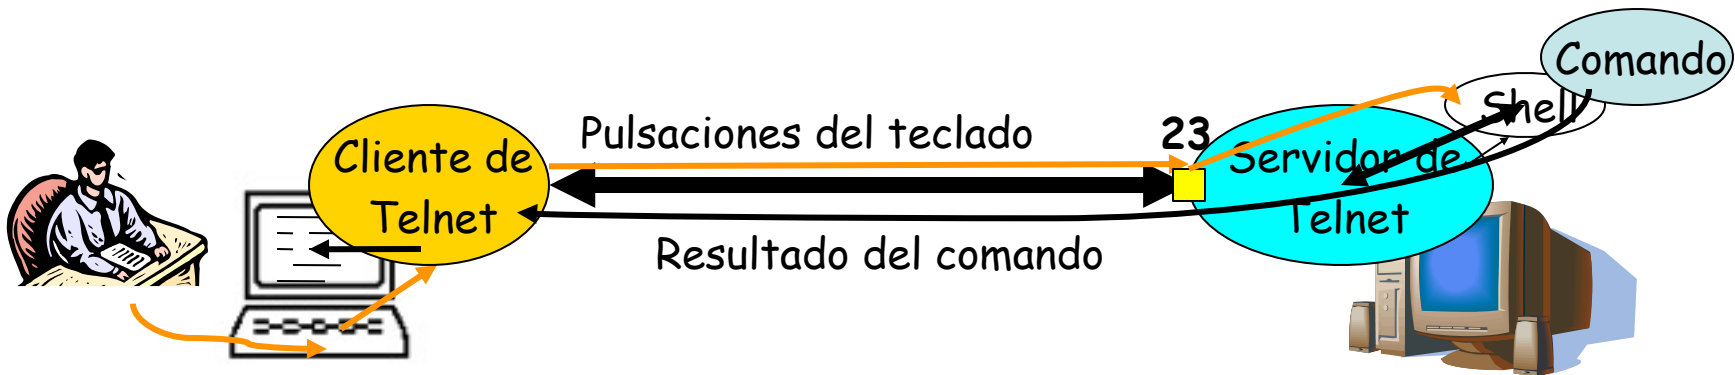 Comando
Shell
Pulsaciones del teclado
23
Cliente de
Telnet
Servidor de
Telnet
Resultado del comando